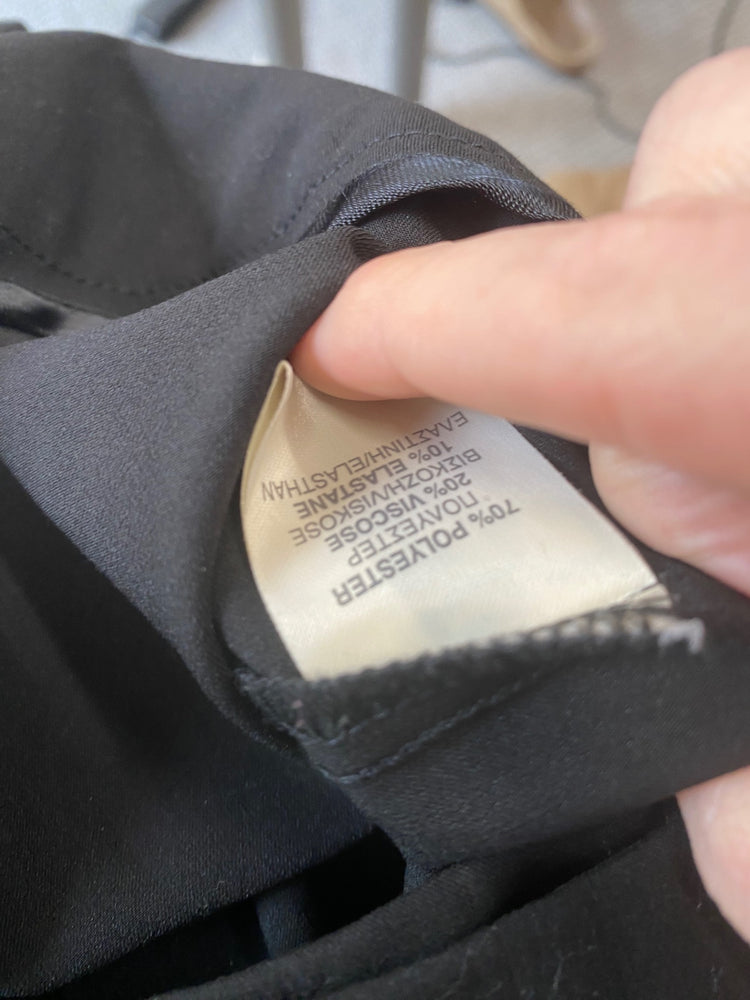 70% POLYESTER
ΠΟΛΥΕΣΤΕΡ
20% VISCOSE
ΒΙΣΚΟΖΗ/VISKOSE
10% ELASTANE
ΕΛΑΣΤΙΝΗ/ELASTHAN